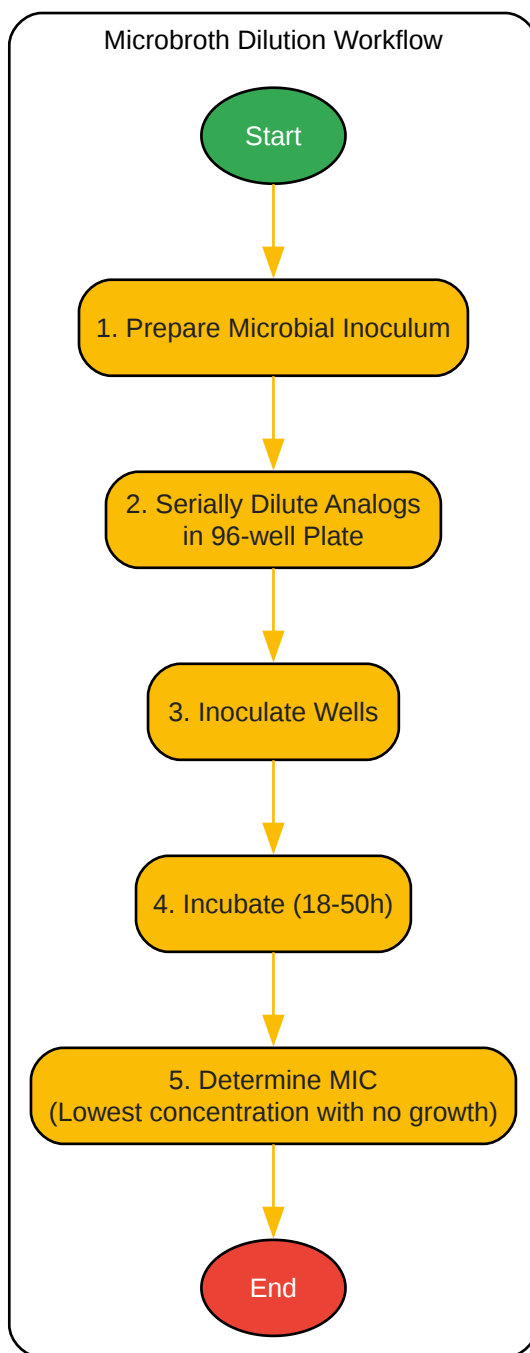 Microbroth Dilution Workflow
Start
1. Prepare Microbial Inoculum
2. Serially Dilute Analogs
in 96-well Plate
3. Inoculate Wells
4. Incubate (18-50h)
5. Determine MIC
(Lowest concentration with no growth)
End